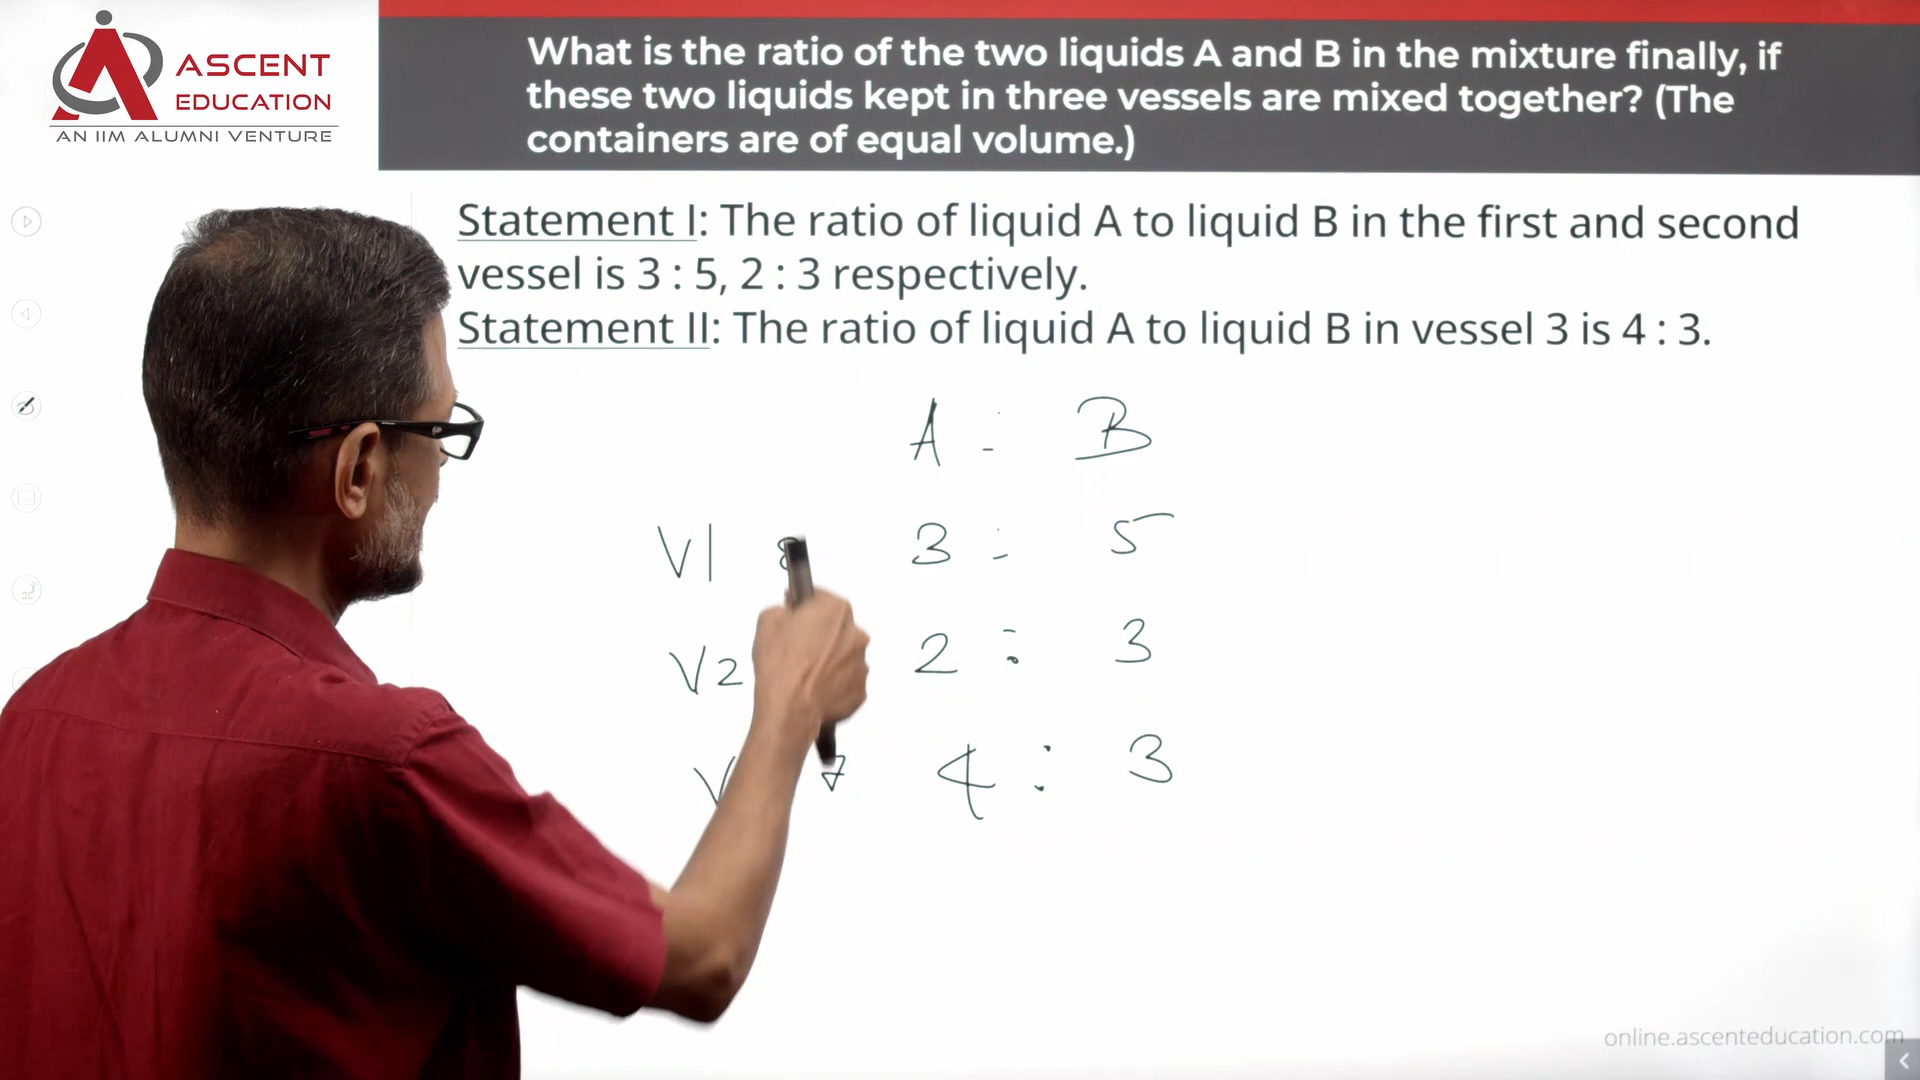 ASCENT
EDUCATION
AN IIM ALUMNI VENTURE
What is the ratio of the two liquids A and B in the mixture finally, if
these two liquids kept in three vessels are mixed together? (The
containers are of equal volume.)
Statement I: The ratio of liquid A to liquid B in the first and second
vessel is 3 : 5, 2 : 3 respectively.
Statement II: The ratio of liquid A to liquid B in vessel 3 is 4 : 3.
A : B
V1 8 3 : 5
V2 2 : 3
V 7 4 : 3
online.ascenteducation.com